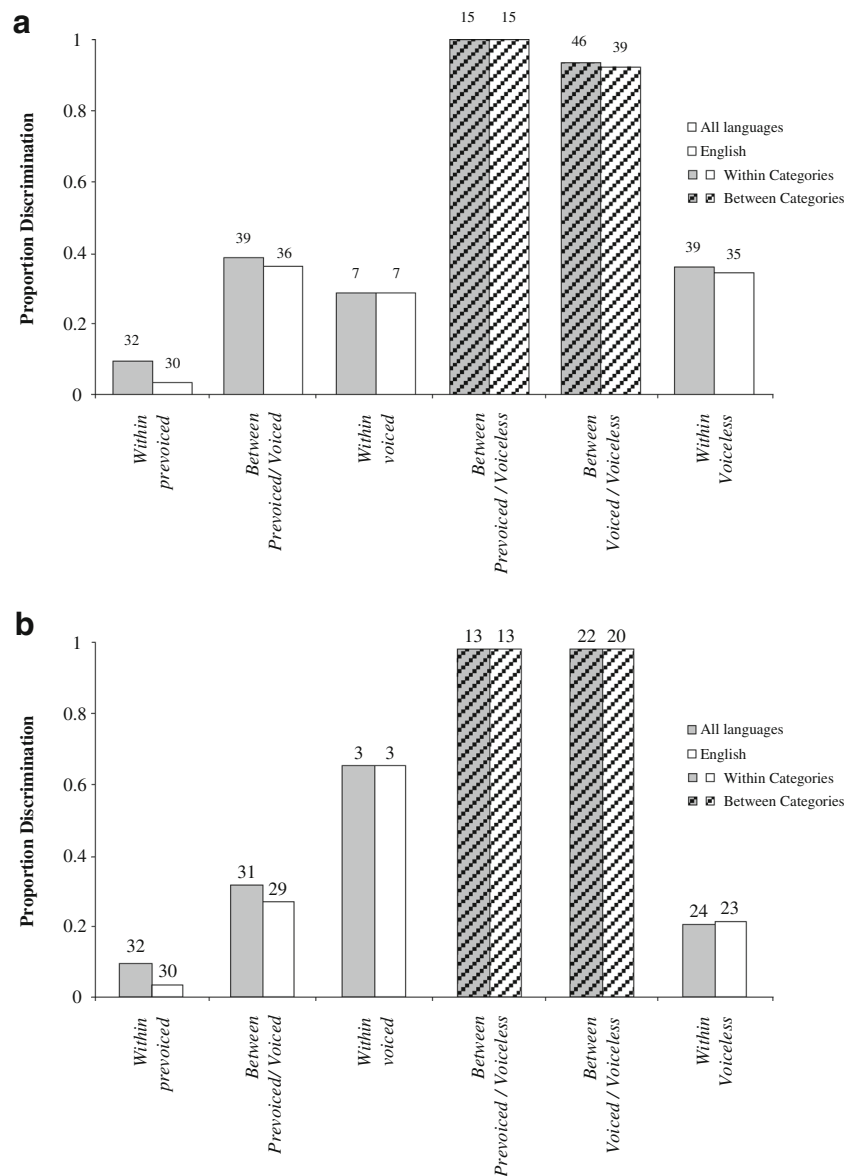 a
15 15
1
46 39
0.8
All languages
English
Within Categories
Between Categories
0.6
Proportion Discrimination
0.4
39 36
39 35
7 7
0.2
32 30
0
Within
prevoiced
Between
Prevoiced/ Voiced
Within
voiced
Between
Prevoiced / Voiceless
Between
Voiced / Voiceless
Within
Voiceless
b
1
13 13
22 20
0.8
All languages
English
Within Categories
Between Categories
3 3
0.6
Proportion Discrimination
0.4
31 29
24 23
0.2
32 30
0
Within
prevoiced
Between
Prevoiced/ Voiced
Within
voiced
Between
Prevoiced / Voiceless
Between
Voiced / Voiceless
Within
Voiceless